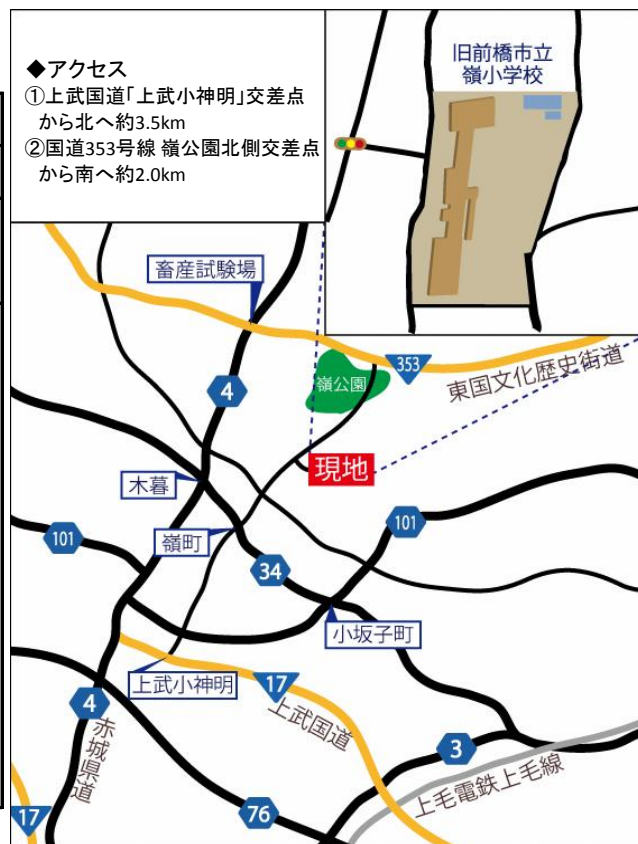 ◆アクセス
①上武国道「上武小神明」交差点
から北へ約3.5km
②国道353号線 嶺公園北側交差点
から南へ約2.0km
旧前橋市立
嶺小学校
畜産試験場
353
東国文化歴史街道
嶺公園
4
現地
木暮
101
嶺町
101
34
小坂子町
上武小神明
17
上武国道
4
赤城県道
3
上毛電鉄上毛線
17
76